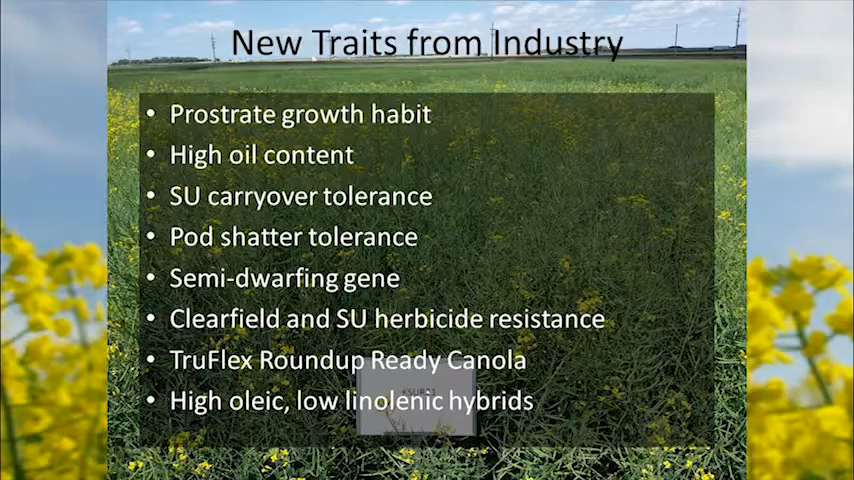 New Traits from Industry
• Prostrate growth habit
• High oil content
• SU carryover tolerance
• Pod shatter tolerance
• Semi-dwarfing gene
• Clearfield and SU herbicide resistance
• TruFlex Roundup Ready Canola
• High oleic, low linolenic hybrids